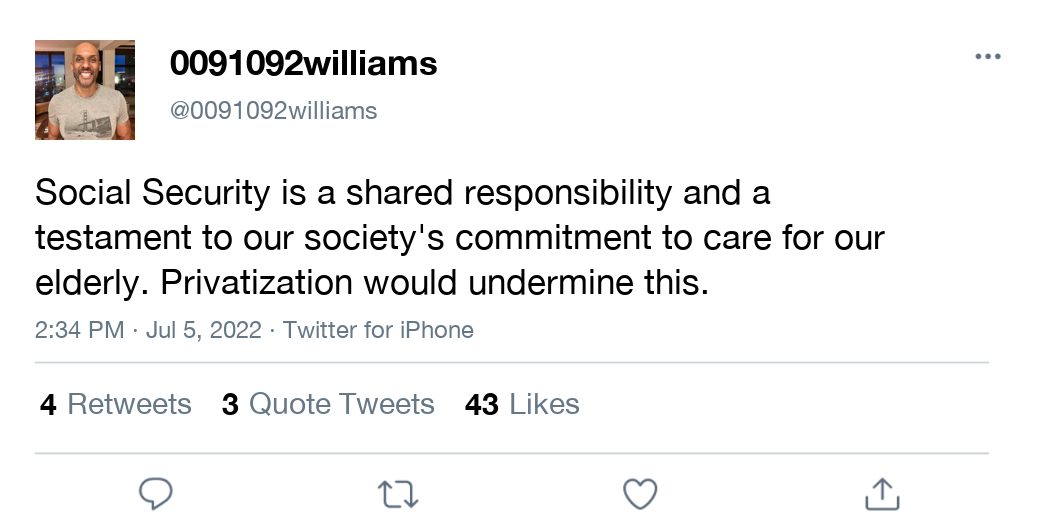 0091092williams
@0091092williams
Social Security is a shared responsibility and a
testament to our society's commitment to care for our
elderly. Privatization would undermine this.
2:34 PM · Jul 5, 2022 · Twitter for iPhone
4 Retweets 3 Quote Tweets 43 Likes